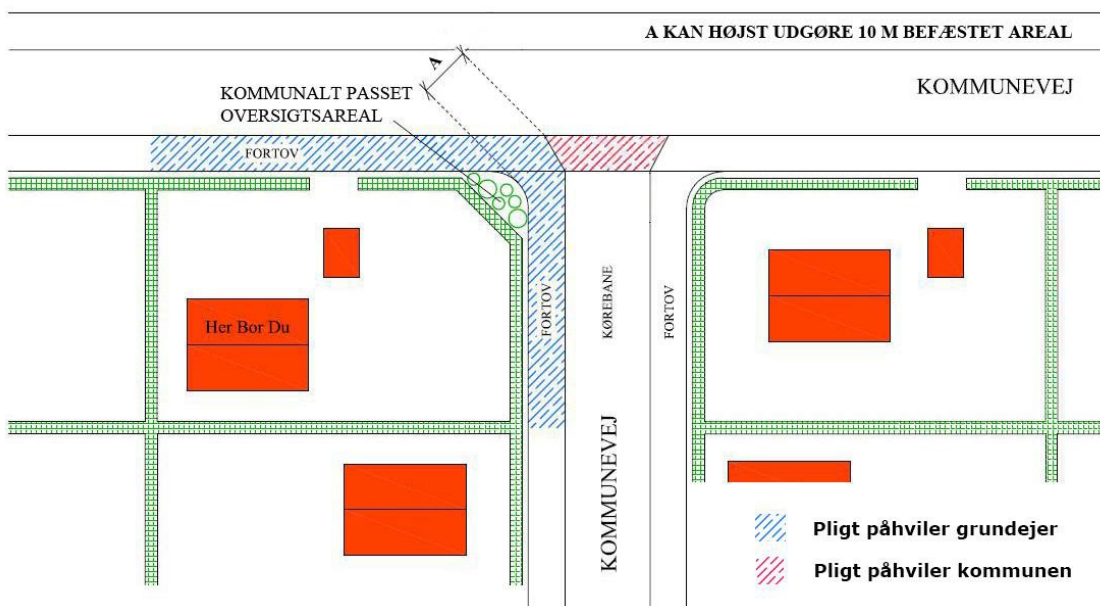 A KAN HØJST UDGØRE 10 M BEFÆSTET AREAL
A
KOMMUNEVEJ
KOMMUNALT PASSET
OVERSIGTSAREAL
FORTOV
FORTOV
KØREBANE
FORTOV
Her Bor Du
KOMMUNEVEJ
Pligt påhviler grundejer
Pligt påhviler kommunen